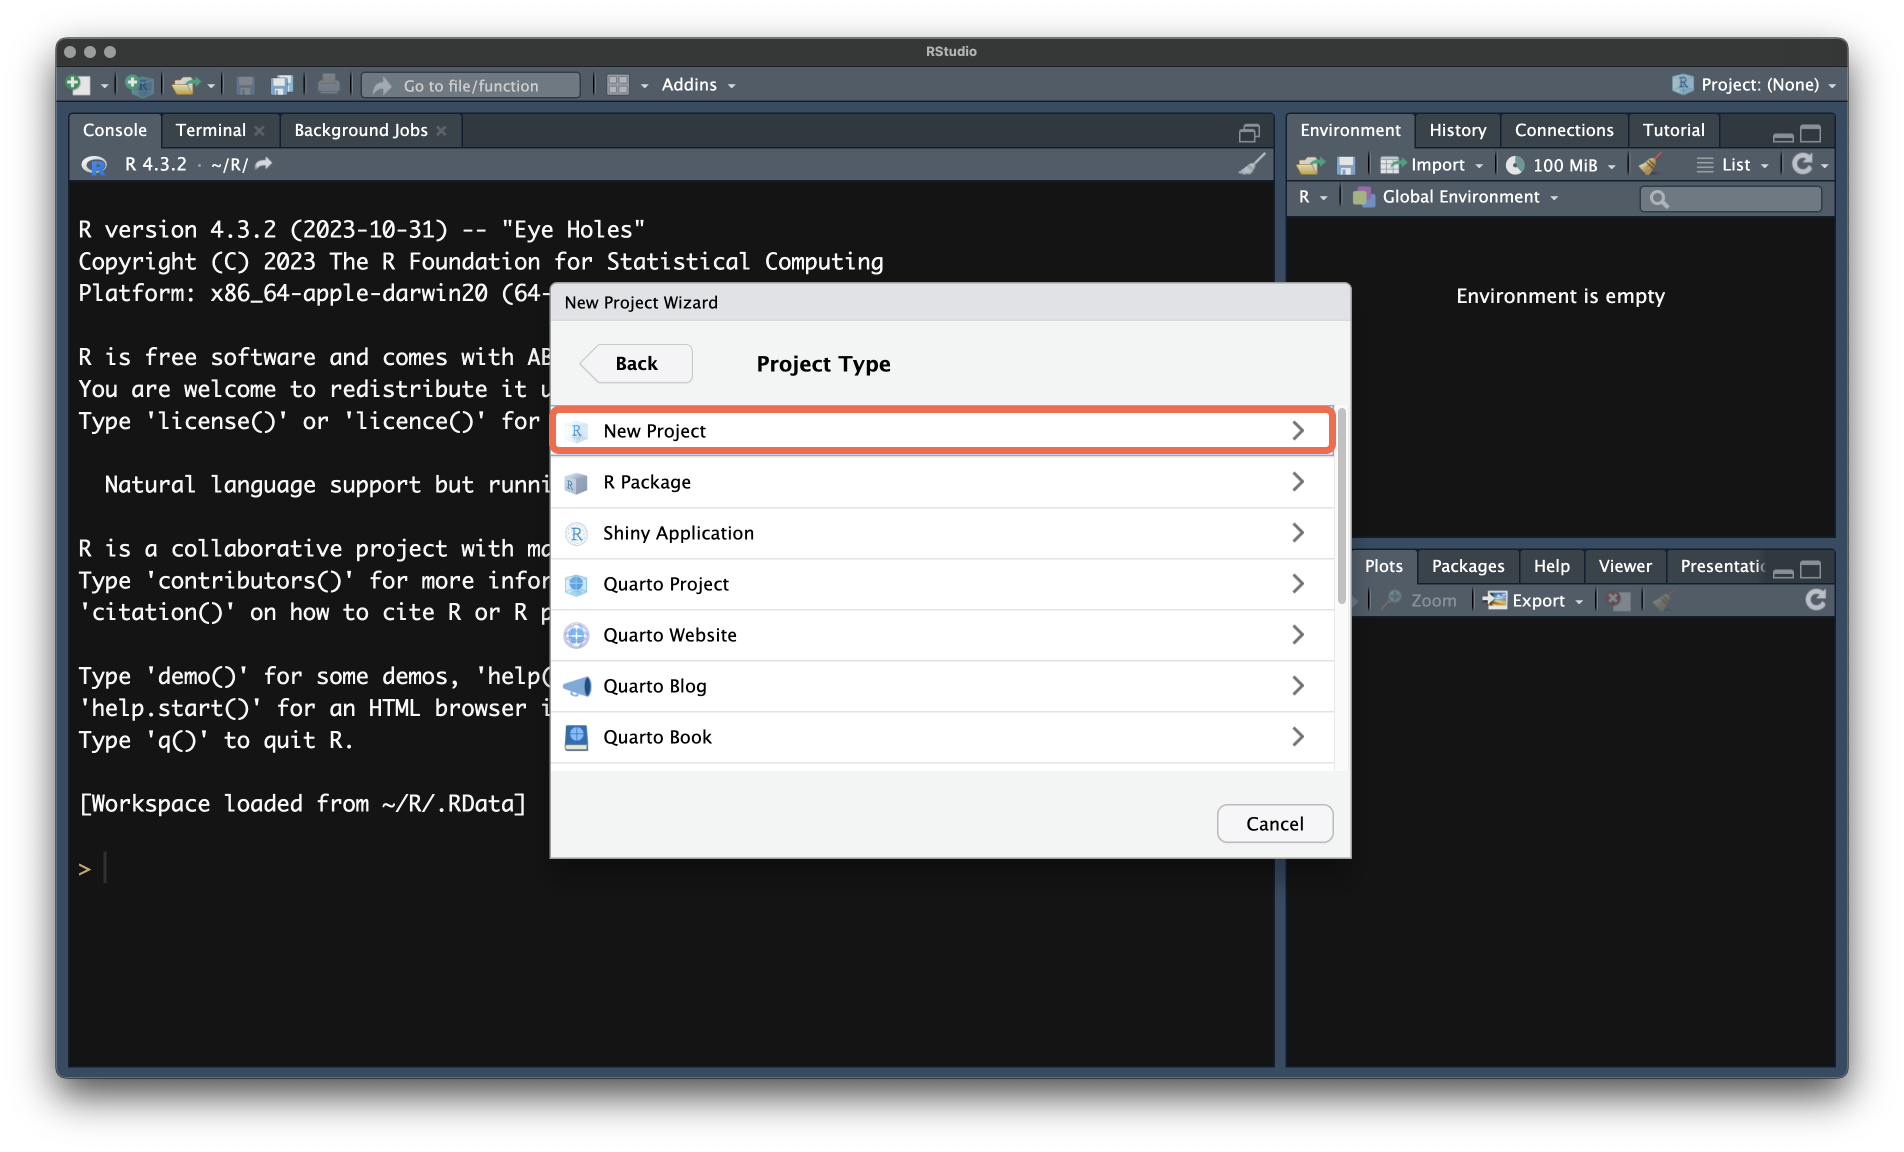 RStudio
Go to file/function
Addins
Project: (None)
Console
Terminal
Background Jobs
R 4.3.2 · ~/R/
R version 4.3.2 (2023-10-31) -- "Eye Holes"
Copyright (C) 2023 The R Foundation for Statistical Computing
Platform: x86_64-apple-darwin20 (64-
R is free software and comes with AB
You are welcome to redistribute it u
Type 'license()' or 'licence()' for
Natural language support but runni
R is a collaborative project with ma
Type 'contributors()' for more infor
'citation()' on how to cite R or R p
Type 'demo()' for some demos, 'help(
'help.start()' for an HTML browser i
Type 'q()' to quit R.
[Workspace loaded from ~/R/.RData]
>
New Project Wizard
Back
Project Type
New Project
R Package
Shiny Application
Quarto Project
Quarto Website
Quarto Blog
Quarto Book
Cancel
Environment
History
Connections
Tutorial
Import
100 MiB
List
R
Global Environment
Environment is empty
Plots
Packages
Help
Viewer
Presentatic
Zoom
Export